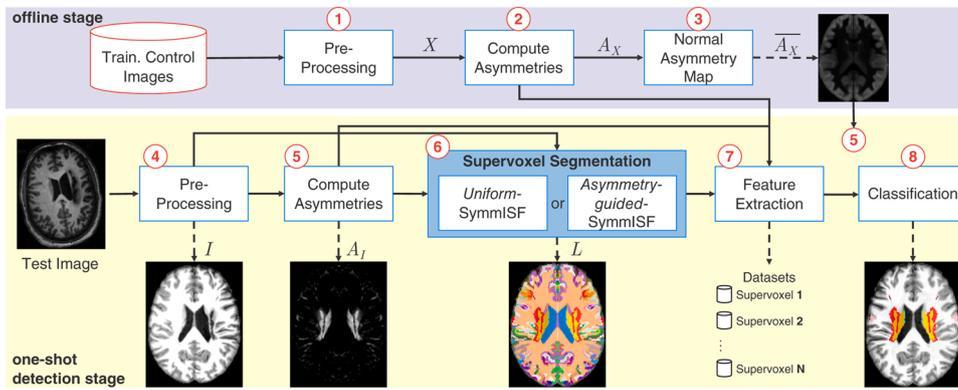 offline stage
Train. Control
Images
1
Pre-
Processing
X
2
Compute
Asymmetries
A_X
3
Normal
Asymmetry
Map
\overline{A_X}
5
Test Image
4
Pre-
Processing
I
5
Compute
Asymmetries
A_I
6
Supervoxel Segmentation
Uniform-
SymmISF
or
Asymmetry-
guided-
SymmISF
L
7
Feature
Extraction
Datasets
Supervoxel 1
Supervoxel 2
⋮
Supervoxel N
8
Classification
one-shot
detection stage